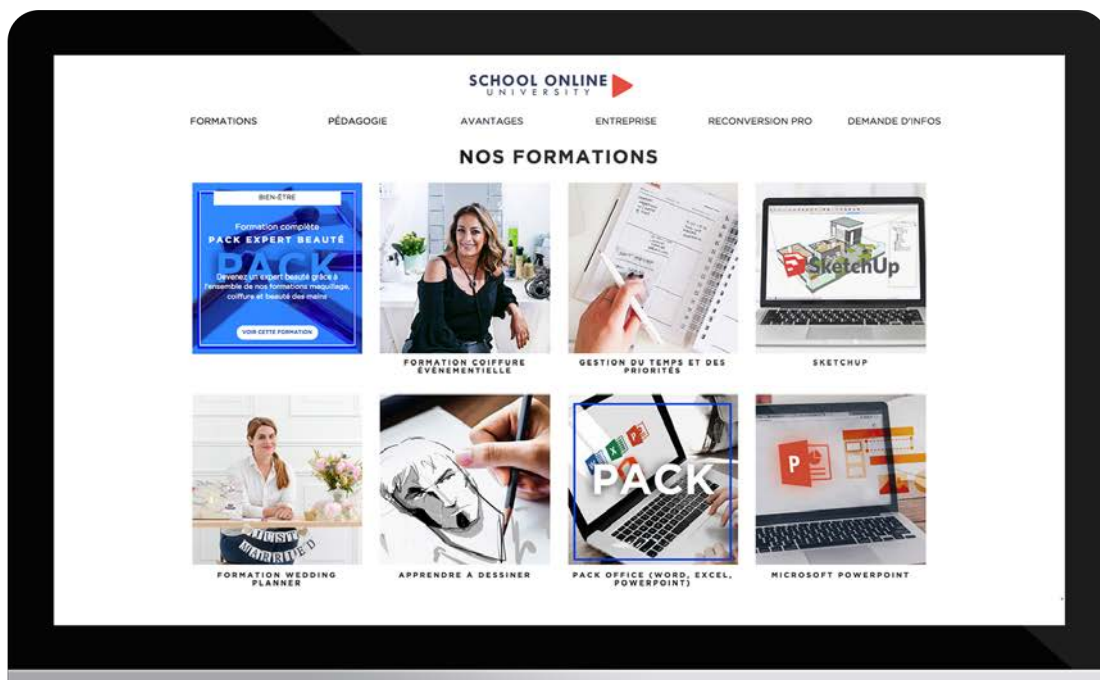 SCHOOL ONLINE
UNIVERSITY
FORMATIONS PÉDAGOGIE AVANTAGES ENTREPRISE RECONVERSION PRO DEMANDE D'INFOS
NOS FORMATIONS
BIEN-ÊTRE
Formation complète
PACK EXPERT BEAUTÉ
PACK
Devenez un expert beauté grâce à
l'ensemble de nos formations maquillage,
coiffure et beauté des mains
VOIR CETTE FORMATION
SketchUp
FORMATION COIFFURE
ÉVÉNEMENTIELLE
GESTION DU TEMPS ET DES
PRIORITÉS
SKETCHUP
JUST
MARRIED
PACK
P
FORMATION WEDDING
PLANNER
APPRENDRE À DESSINER
PACK OFFICE (WORD, EXCEL,
POWERPOINT)
MICROSOFT POWERPOINT